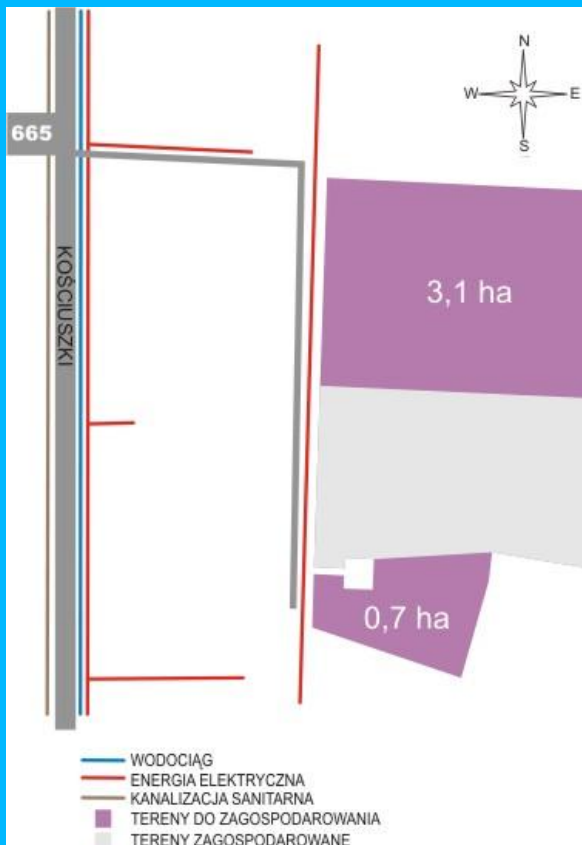 N
W E
S
665
KOŚCIUSZKI
3,1 ha
0,7 ha
WODOCIĄG
ENERGIA ELEKTRYCZNA
KANALIZACJA SANITARNA
TERENY DO ZAGOSPODAROWANIA
TERENY ZAGOSPODAROWANE